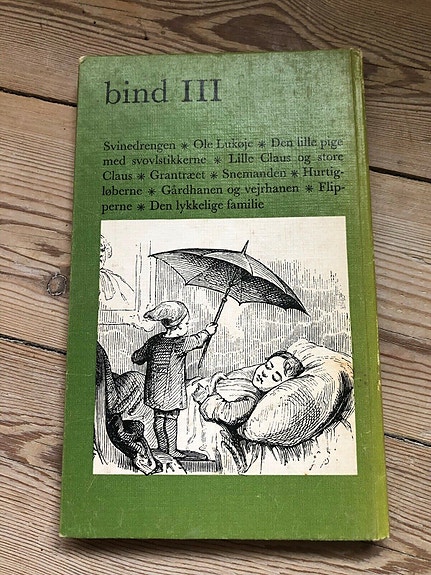 bind III
Svinedrengen * Ole Lukøje * Den lille pige
med svovlstikkerne * Lille Claus og store
Claus * Grantræet * Snemanden * Hurtig-
løberne * Gårdhanen og vejrhanen * Flip-
perne * Den lykkelige familie